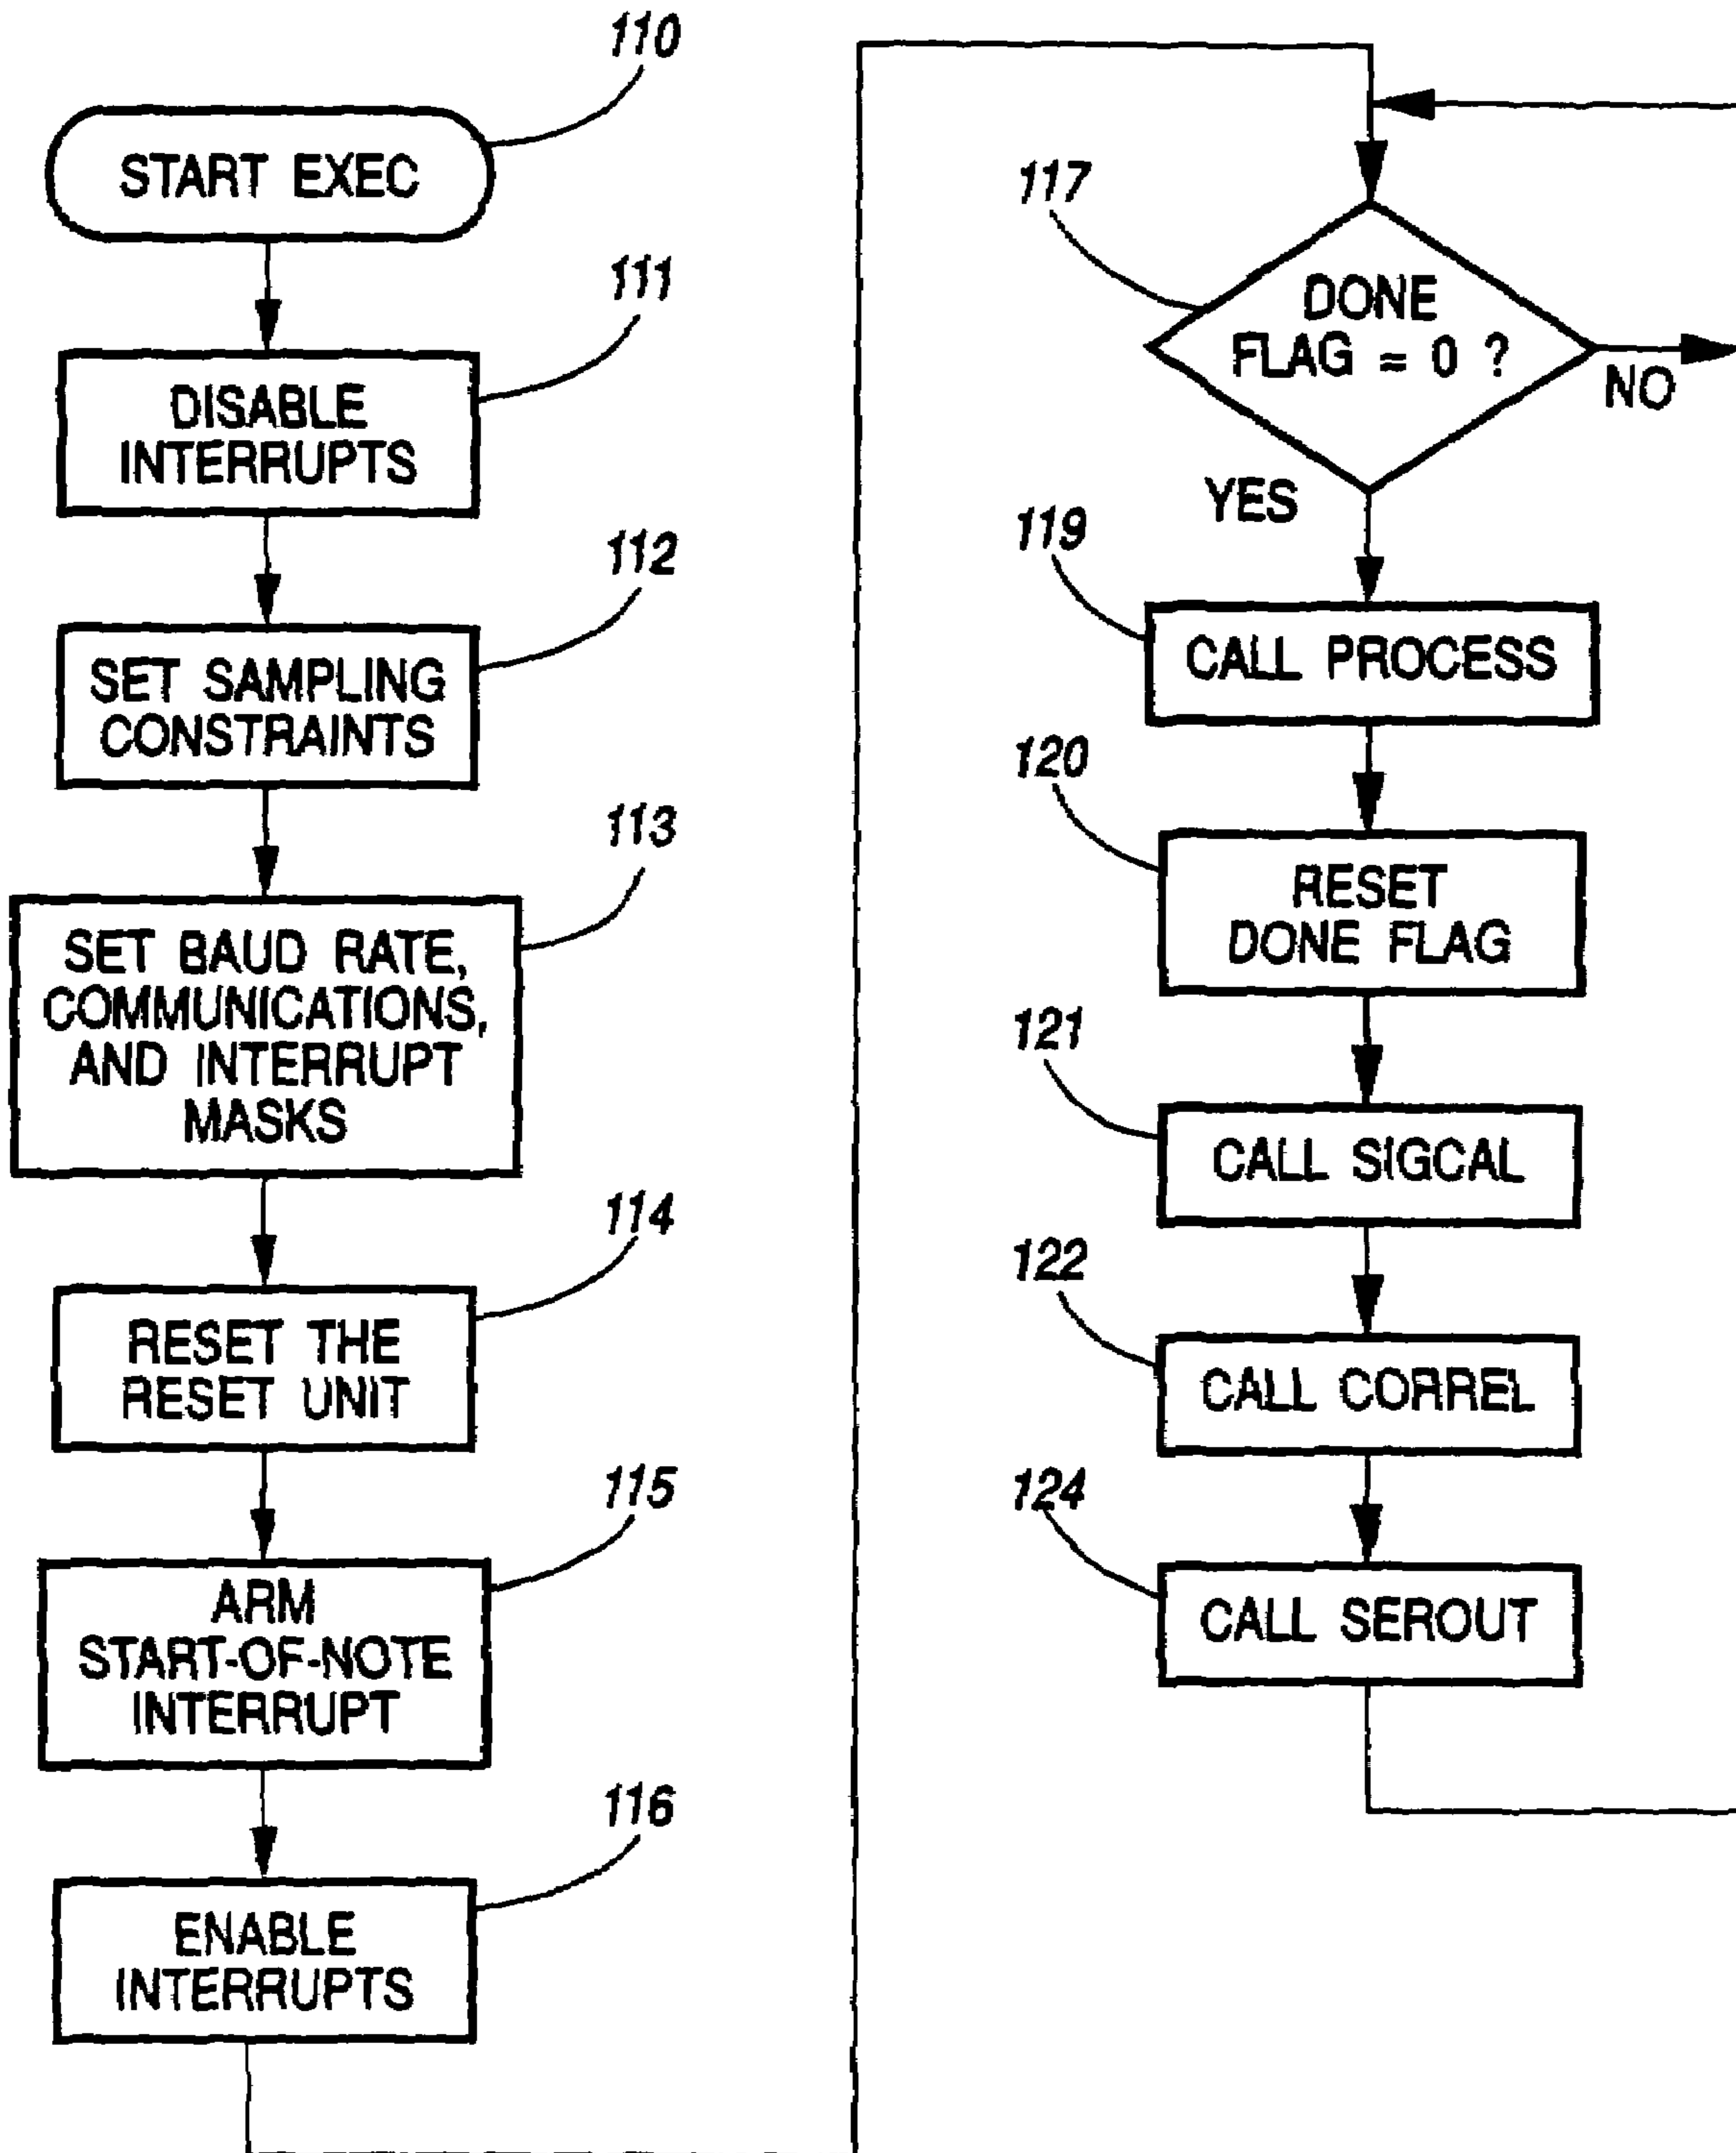 110
START EXEC
111
DISABLE
INTERRUPTS
112
SET SAMPLING
CONSTRAINTS
113
SET BAUD RATE,
COMMUNICATIONS,
AND INTERRUPT
MASKS
114
RESET THE
RESET UNIT
115
ARM
START-OF-NOTE
INTERRUPT
116
ENABLE
INTERRUPTS
117
DONE
FLAG = 0 ?
NO
YES
119
CALL PROCESS
120
RESET
DONE FLAG
121
CALL SIGCAL
122
CALL CORREL
124
CALL SEROUT